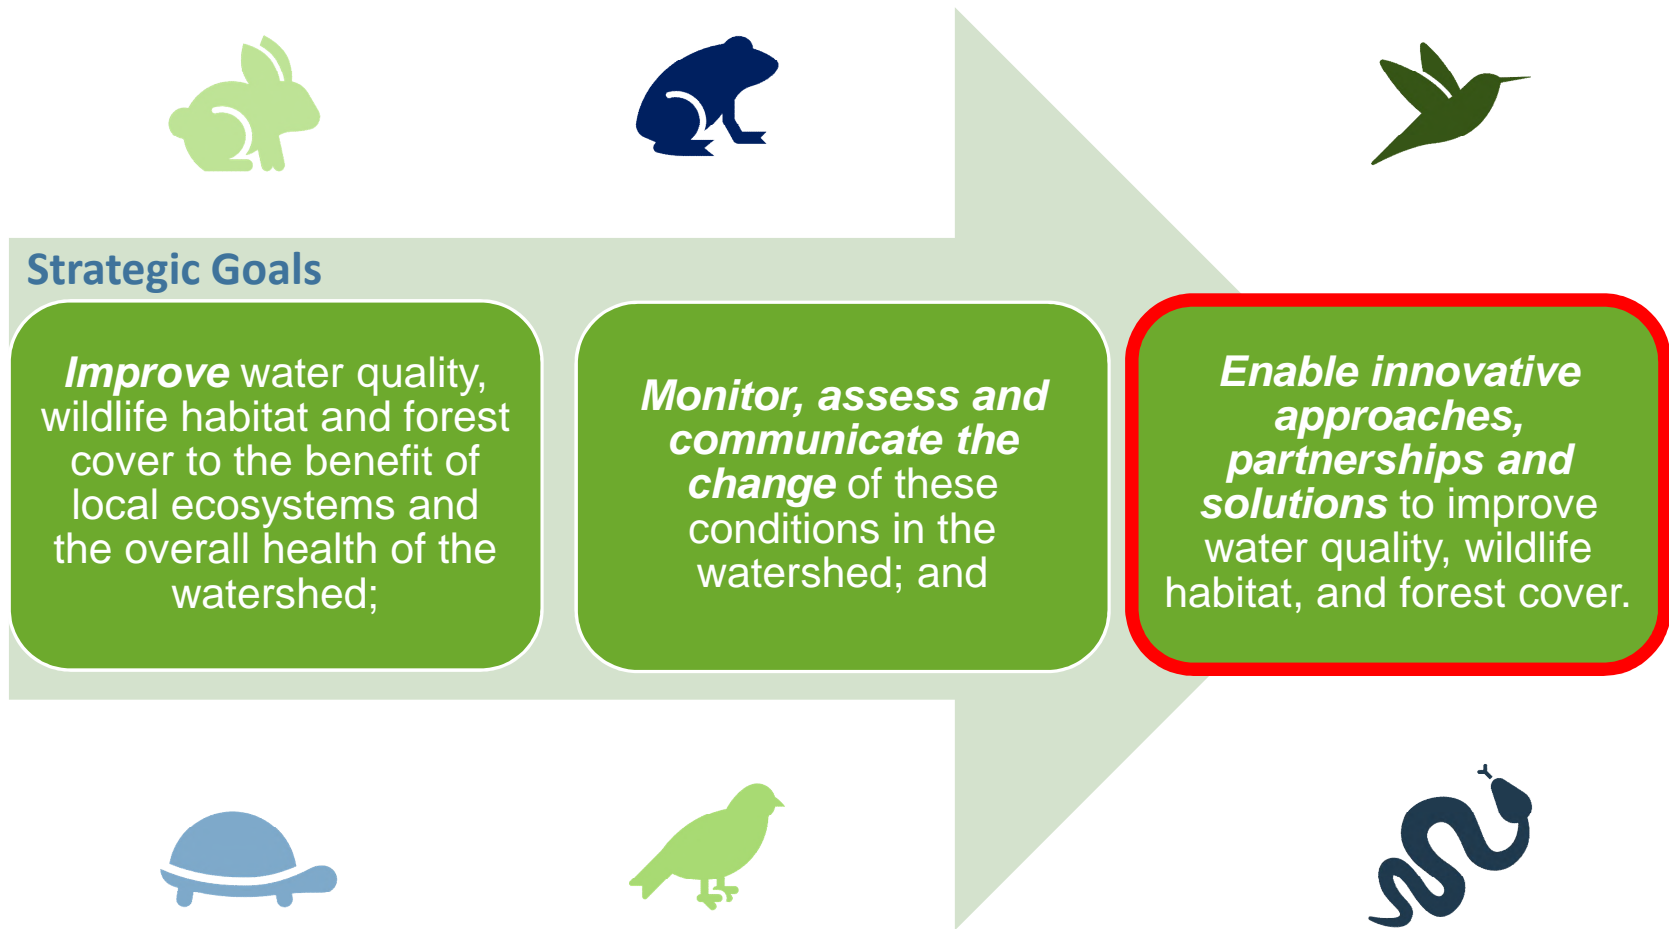 Strategic Goals
Improve water quality,
wildlife habitat and forest
cover to the benefit of
local ecosystems and
the overall health of the
watershed;
Monitor, assess and
communicate the
change of these
conditions in the
watershed; and
Enable innovative
approaches,
partnerships and
solutions to improve
water quality, wildlife
habitat, and forest cover.